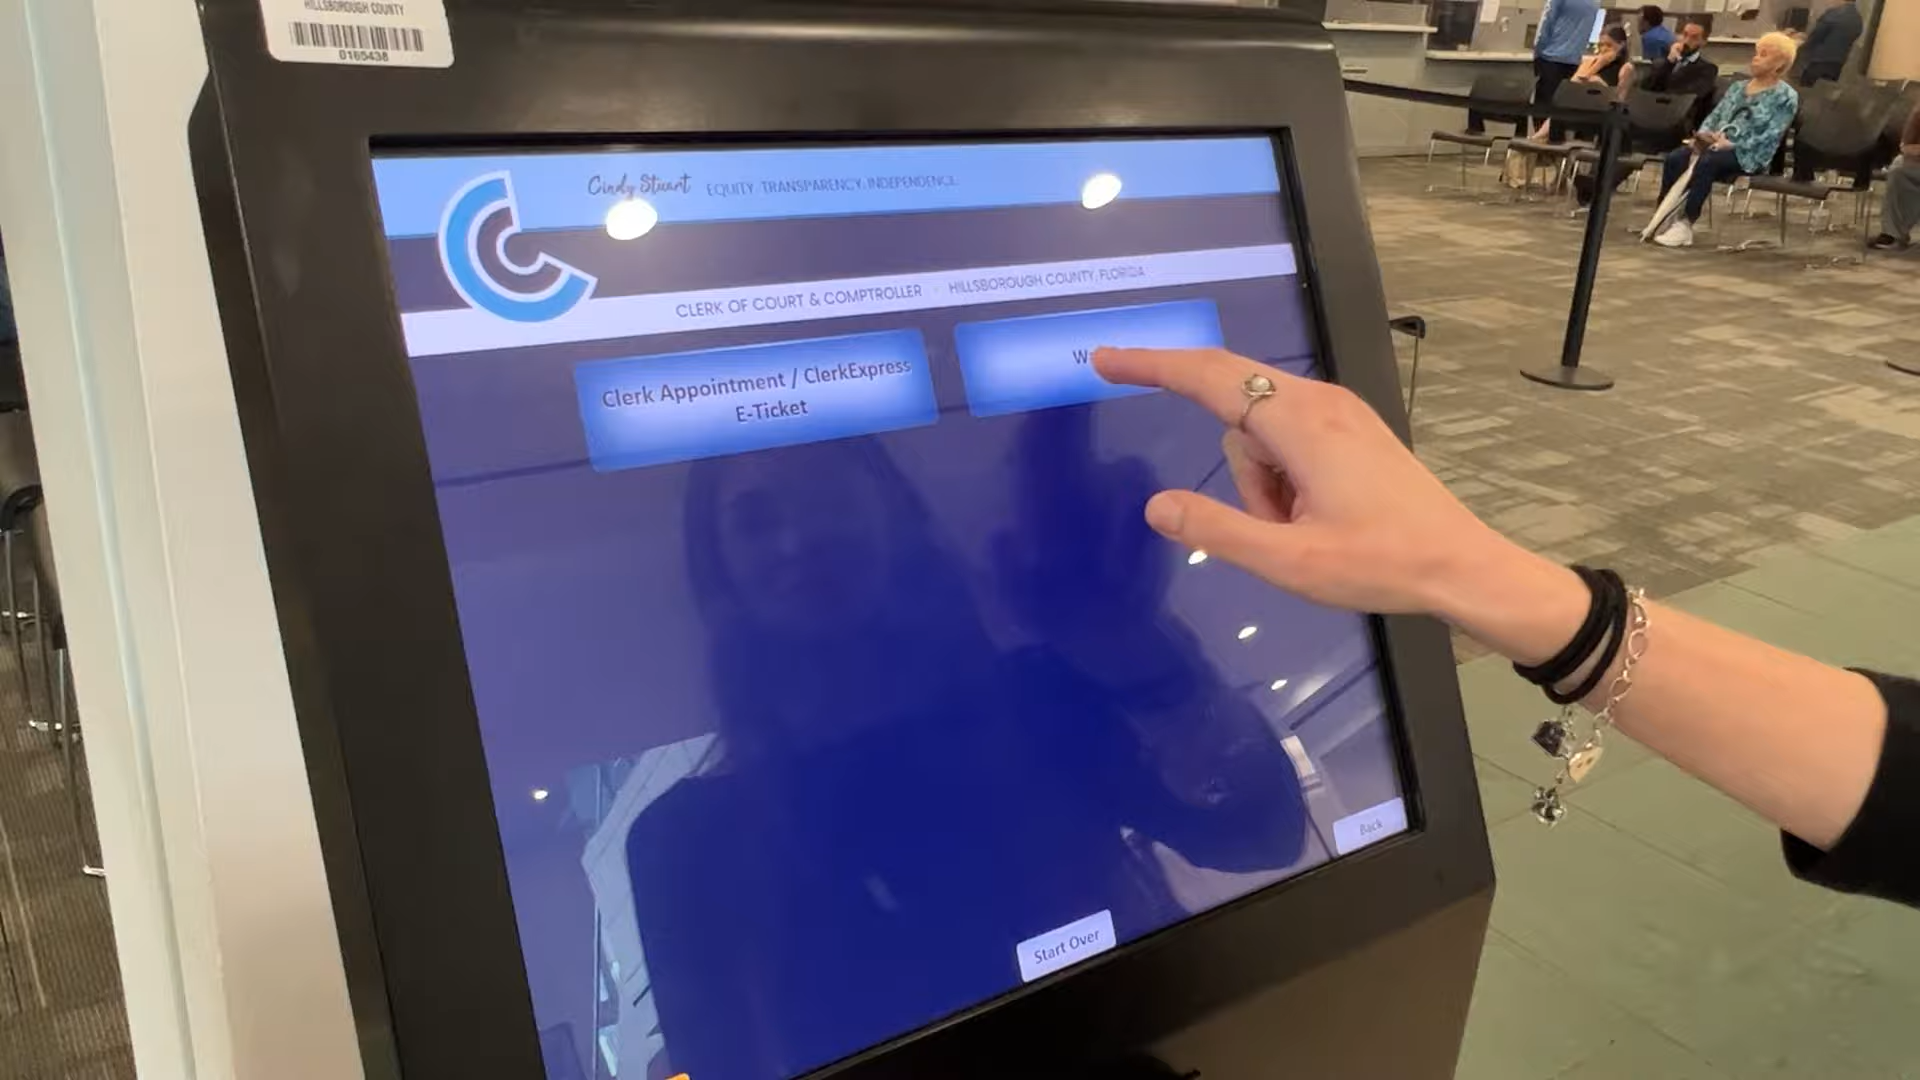 HILLSBOROUGH COUNTY
0165438
Cindy Stuart EQUITY. TRANSPARENCY. INDEPENDENCE.
CLERK OF COURT & COMPTROLLER · HILLSBOROUGH COUNTY, FLORIDA
Clerk Appointment / ClerkExpress
E-Ticket
Back
Start Over